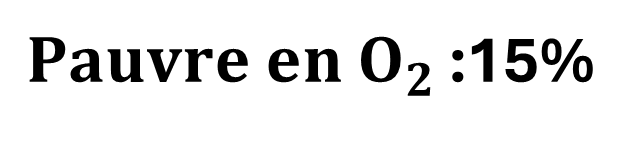 Pauvre en O₂ :15%